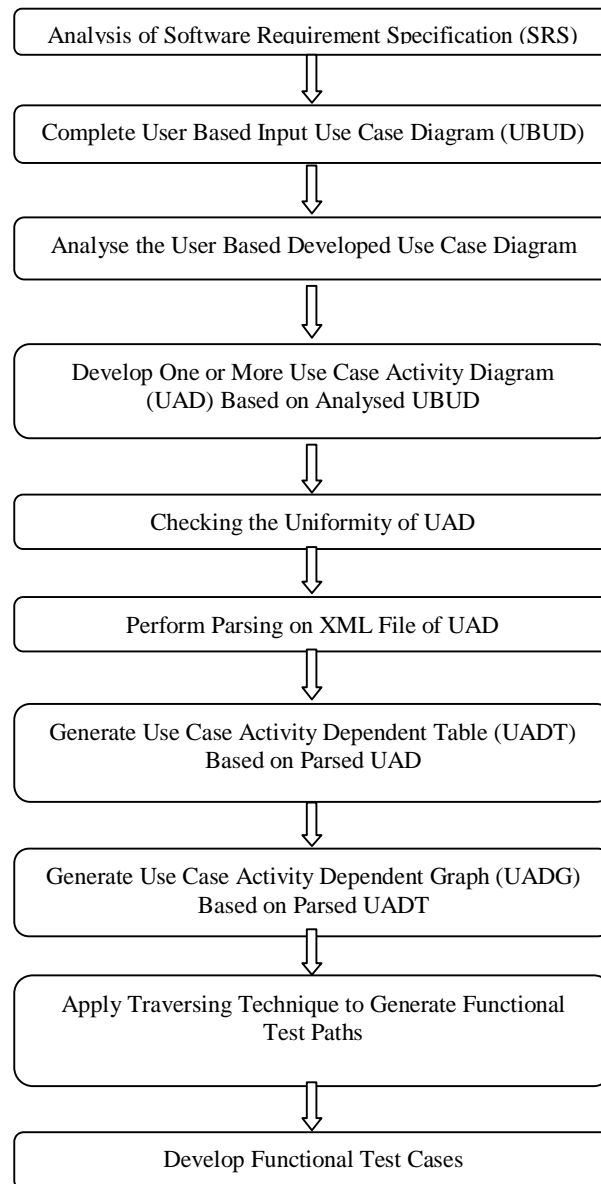 Analysis of Software Requirement Specification (SRS)
Complete User Based Input Use Case Diagram (UBUD)
Analyse the User Based Developed Use Case Diagram
Develop One or More Use Case Activity Diagram
(UAD) Based on Analysed UBUD
Checking the Uniformity of UAD
Perform Parsing on XML File of UAD
Generate Use Case Activity Dependent Table (UADT)
Based on Parsed UAD
Generate Use Case Activity Dependent Graph (UADG)
Based on Parsed UADT
Apply Traversing Technique to Generate Functional
Test Paths
Develop Functional Test Cases